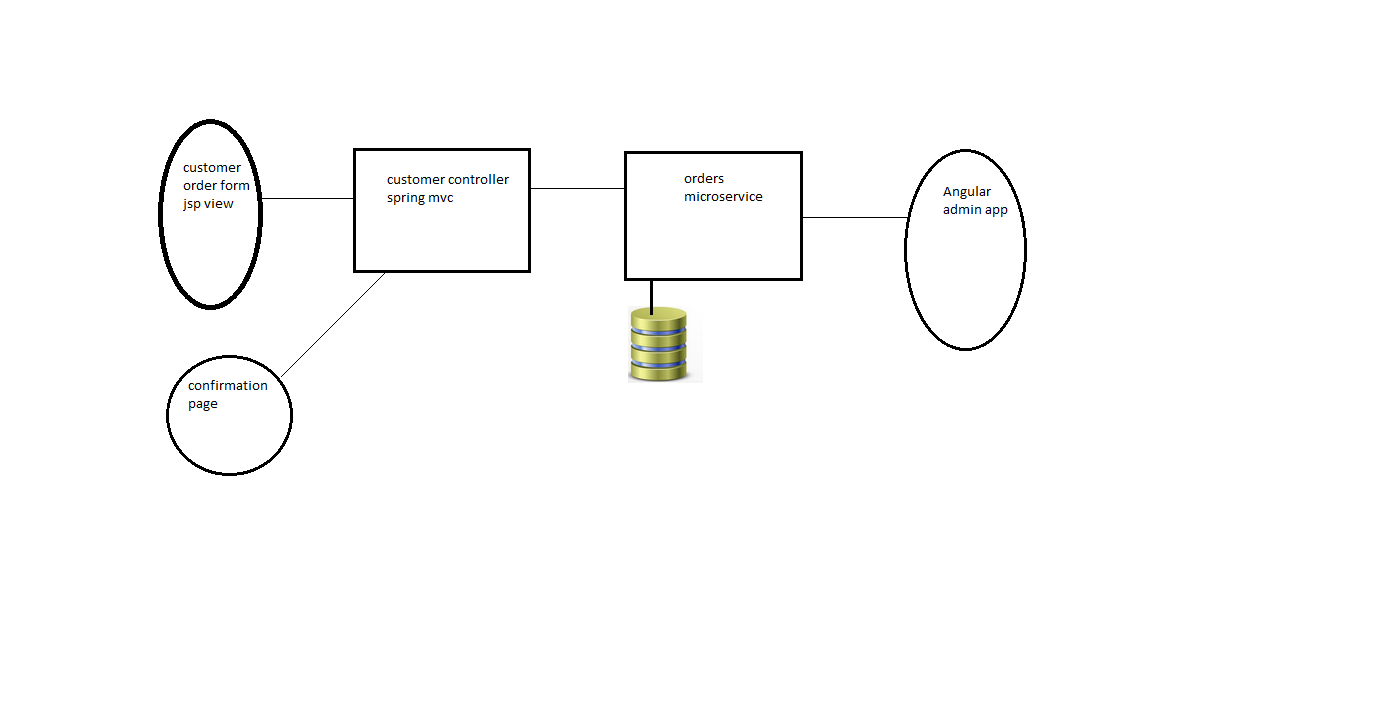 customer
order form
jsp view
customer controller
spring mvc
orders
microservice
Angular
admin app
confirmation
page